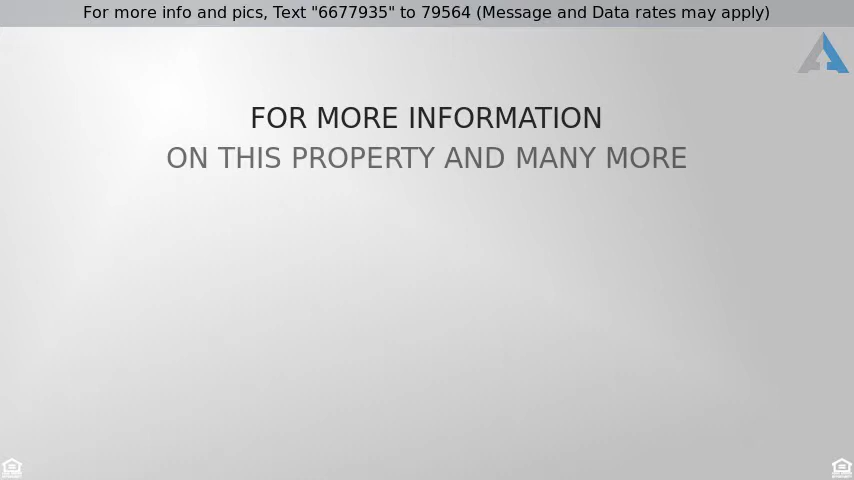 For more info and pics, Text "6677935" to 79564 (Message and Data rates may apply)
FOR MORE INFORMATION
ON THIS PROPERTY AND MANY MORE